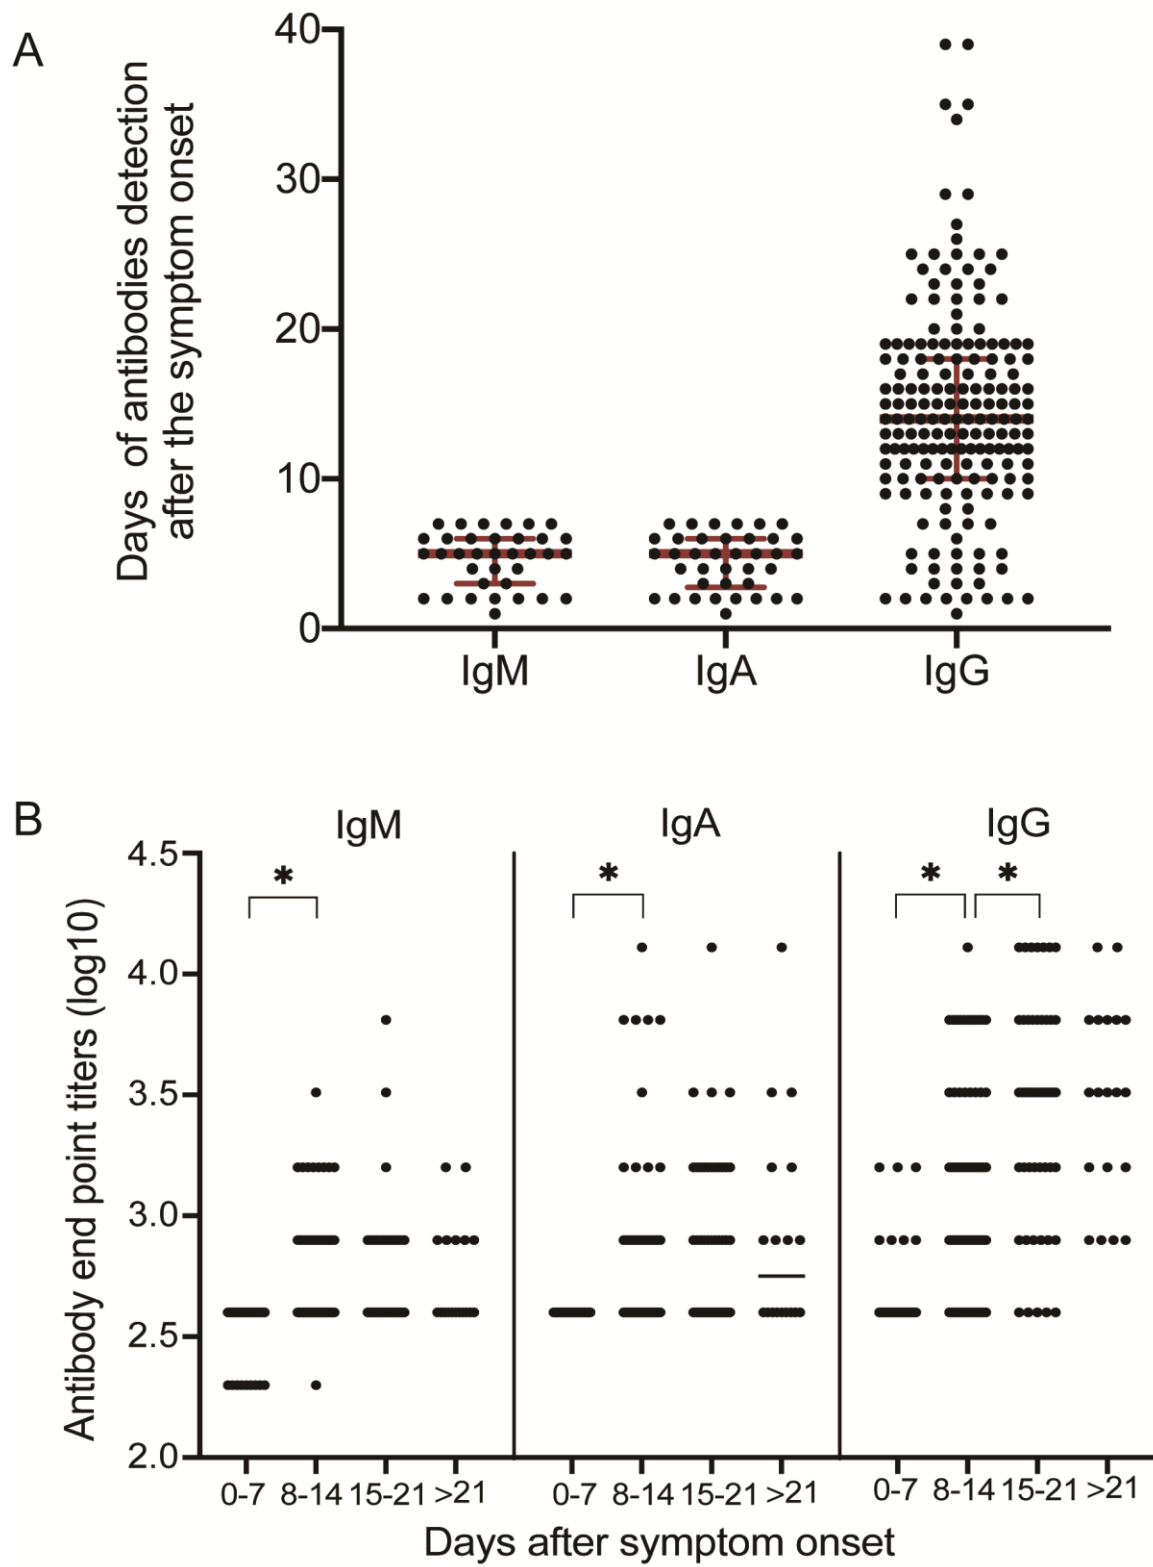 A
Days of antibodies detection
after the symptom onset
40
30
20
10
0
IgM IgA IgG
B
IgM IgA IgG
Antibody end point titers (log10)
4.5
* * * *
4.0
3.5
3.0
2.5
2.0
0-7 8-14 15-21 >21 0-7 8-14 15-21 >21 0-7 8-14 15-21 >21
Days after symptom onset